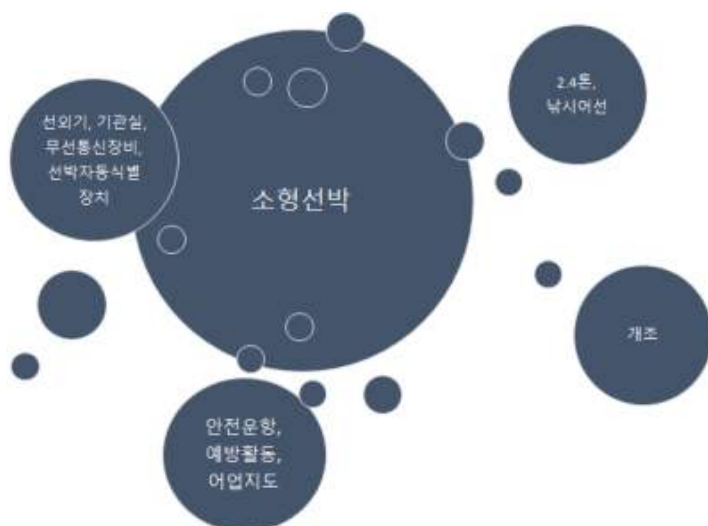 2.4톤,
낚시어선
선외기, 기관실,
무선통신장비,
선박자동식별
장치
소형선박
개조
안전운항,
예방활동,
어업지도